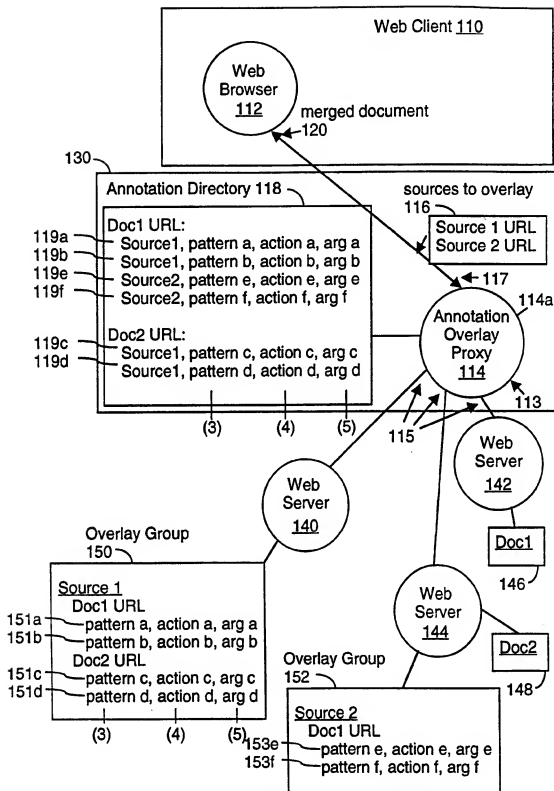 Web Client 110
Web
Browser
112
merged document
120
130
Annotation Directory 118
sources to overlay
116
Source 1 URL
Source 2 URL
117
Doc1 URL:
119a Source1, pattern a, action a, arg a
119b Source1, pattern b, action b, arg b
119e Source2, pattern e, action e, arg e
119f Source2, pattern f, action f, arg f
Doc2 URL:
119c Source1, pattern c, action c, arg c
119d Source1, pattern d, action d, arg d
(3) (4) (5)
114a
Annotation
Overlay
Proxy
114
113
115
Web
Server
142
Doc1
146
Web
Server
140
Overlay Group
150
Source 1
Doc1 URL
151a pattern a, action a, arg a
151b pattern b, action b, arg b
Doc2 URL
151c pattern c, action c, arg c
151d pattern d, action d, arg d
(3) (4) (5)
Web
Server
144
Doc2
148
Overlay Group
152
Source 2
Doc1 URL
153e pattern e, action e, arg e
153f pattern f, action f, arg f